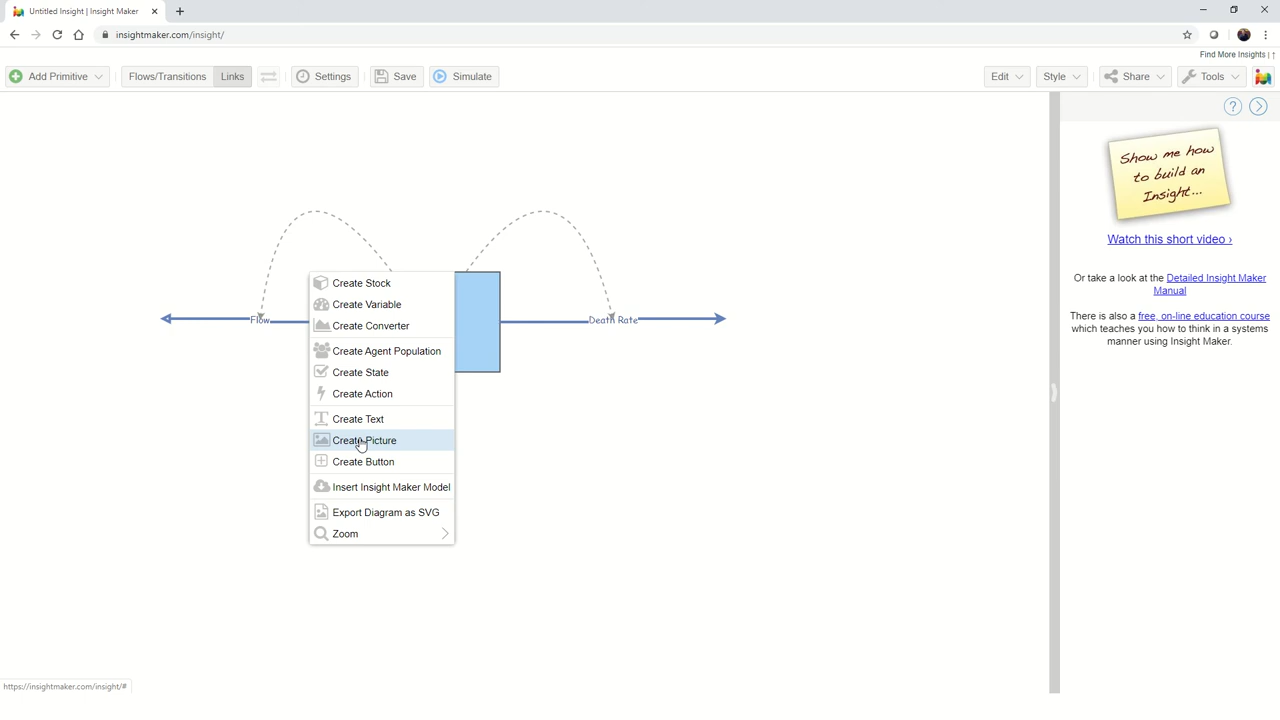 Untitled Insight | Insight Maker
insightmaker.com/insight/
Find More Insights | ↑
Add Primitive
Flows/Transitions
Links
Settings
Save
Simulate
Edit
Style
Share
Tools
Show me how
to build an
Insight...
Watch this short video ›
Or take a look at the Detailed Insight Maker
Manual
There is also a free, on-line education course
which teaches you how to think in a systems
manner using Insight Maker.
Flow
Death Rate
Create Stock
Create Variable
Create Converter
Create Agent Population
Create State
Create Action
Create Text
Create Picture
Create Button
Insert Insight Maker Model
Export Diagram as SVG
Zoom
https://insightmaker.com/insight/#